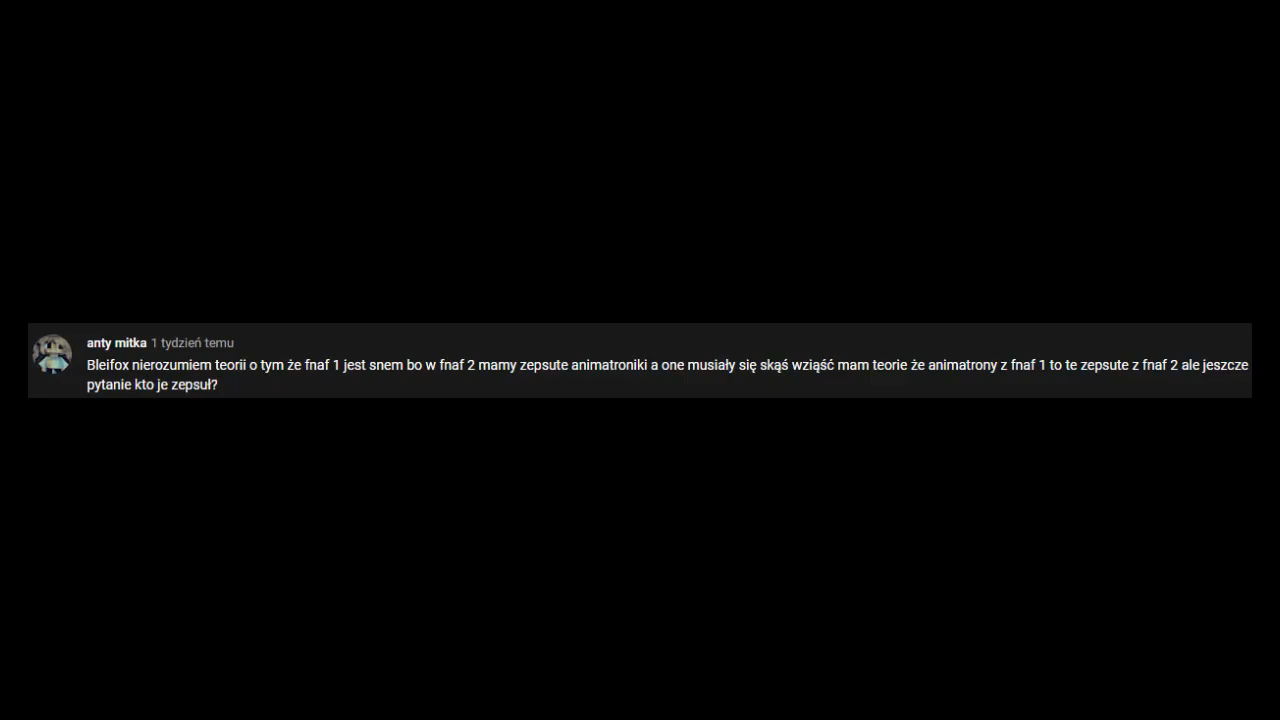 anty mitka 1 tydzień temu
Bleifox nierozumiem teorii o tym że fnaf 1 jest snem bo w fnaf 2 mamy zepsute animatroniki a one musiały się skąś wziąść mam teorie że animatrony z fnaf 1 to te zepsute z fnaf 2 ale jeszcze
pytanie kto je zepsuł?